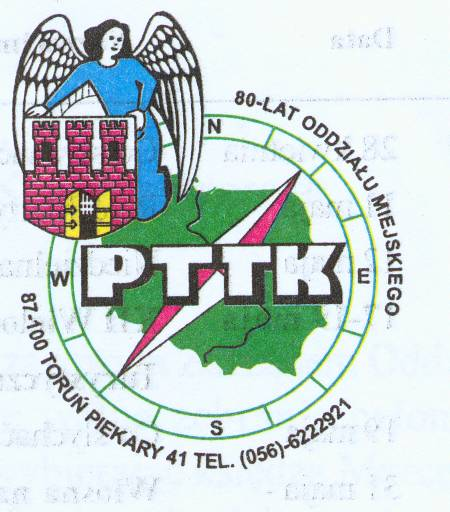 80-LAT ODDZIAŁU MIEJSKIEGO
N
W PTTK E
S
87-100 TORUŃ PIEKARY 41 TEL. (056)-6222921